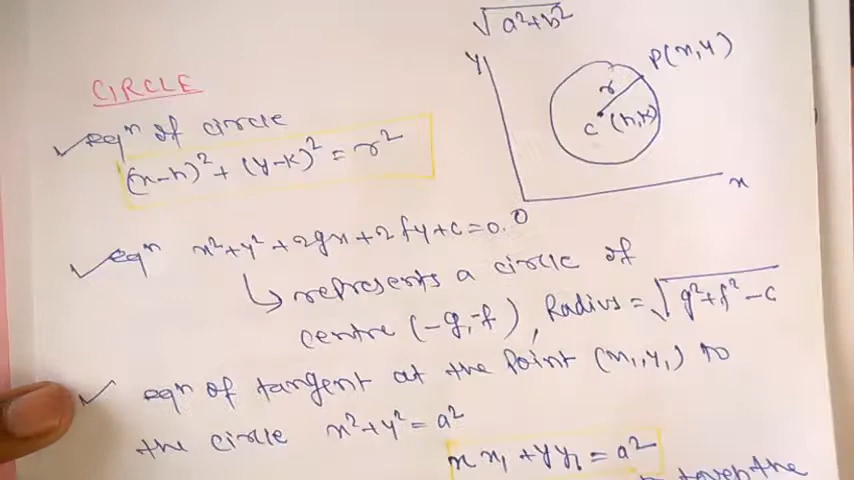 √a²+b²
CIRCLE
y
P(x,y)
r
C (h,k)
x
0
eqⁿ of circle
(x-h)² + (y-k)² = r²
eqⁿ x²+y²+2gx+2fy+c=0.
↳ represents a circle of
centre (-g,-f), Radius = √g²+f²-c
eqⁿ of tangent at the point (x₁,y₁) to
the circle x²+y²=a²
xx₁+yy₁=a²
the